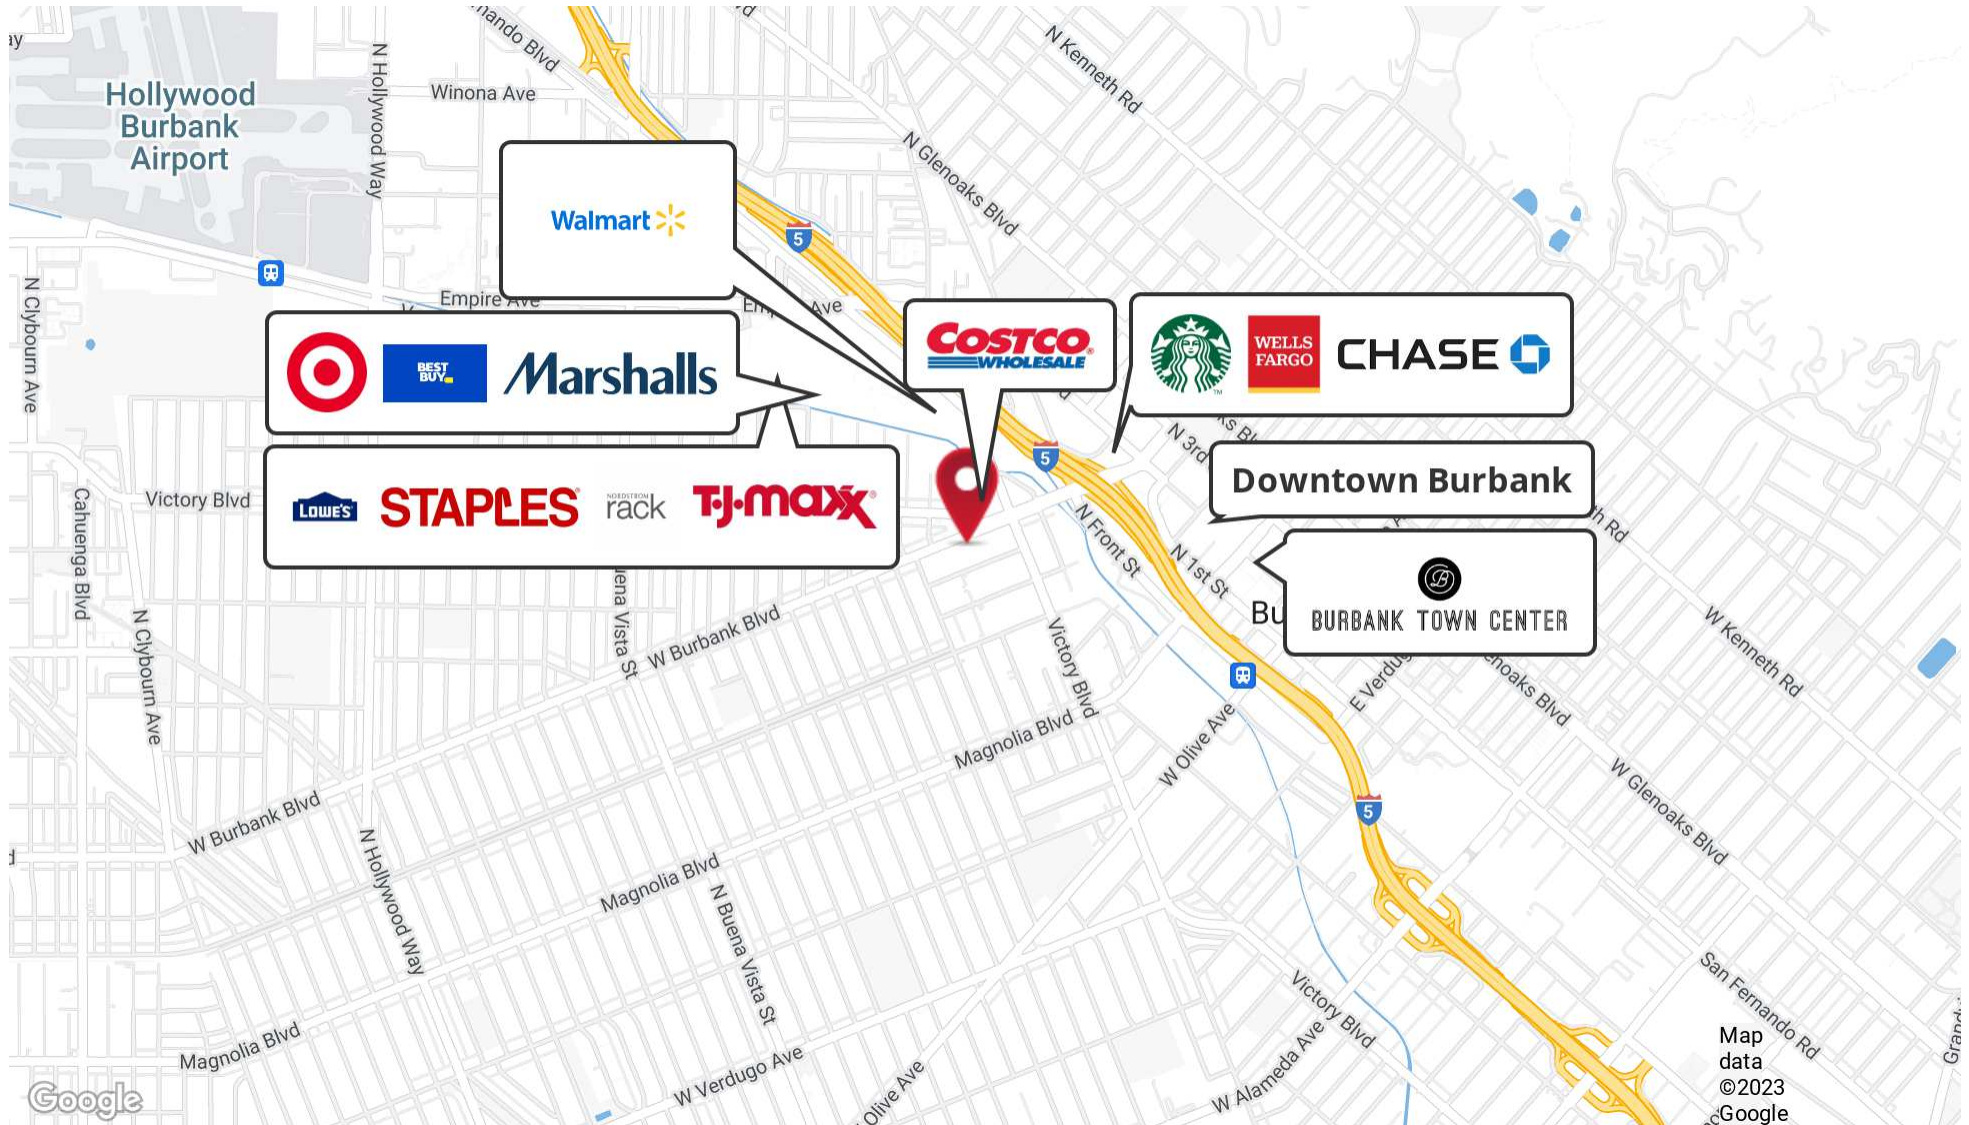 Hollywood
Burbank
Airport
N Hollywood Way
Winona Ave
N Kenneth Rd
N Glenoaks Blvd
Walmart
5
Empire Ave
N Clybourn Ave
BEST
BUY
Marshalls
COSTCO
WHOLESALE
WELLS
FARGO
CHASE
N 3rd
5
Downtown Burbank
Victory Blvd
LOWE'S
STAPLES
NORDSTROM
rack
T.J.maxx
Cahuenga Blvd
N Front St
N 1st St
BURBANK TOWN CENTER
N Clybourn Ave
W Burbank Blvd
Victory Blvd
W Kenneth Rd
E Verdug
Magnolia Blvd
W Olive Ave
W Glenoaks Blvd
5
W Burbank Blvd
N Hollywood Way
Magnolia Blvd
N Buena Vista St
San Fernando Rd
Victory Blvd
Magnolia Blvd
W Verdugo Ave
Olive Ave
W Alameda Ave
Google
Map
data
©2023
Google